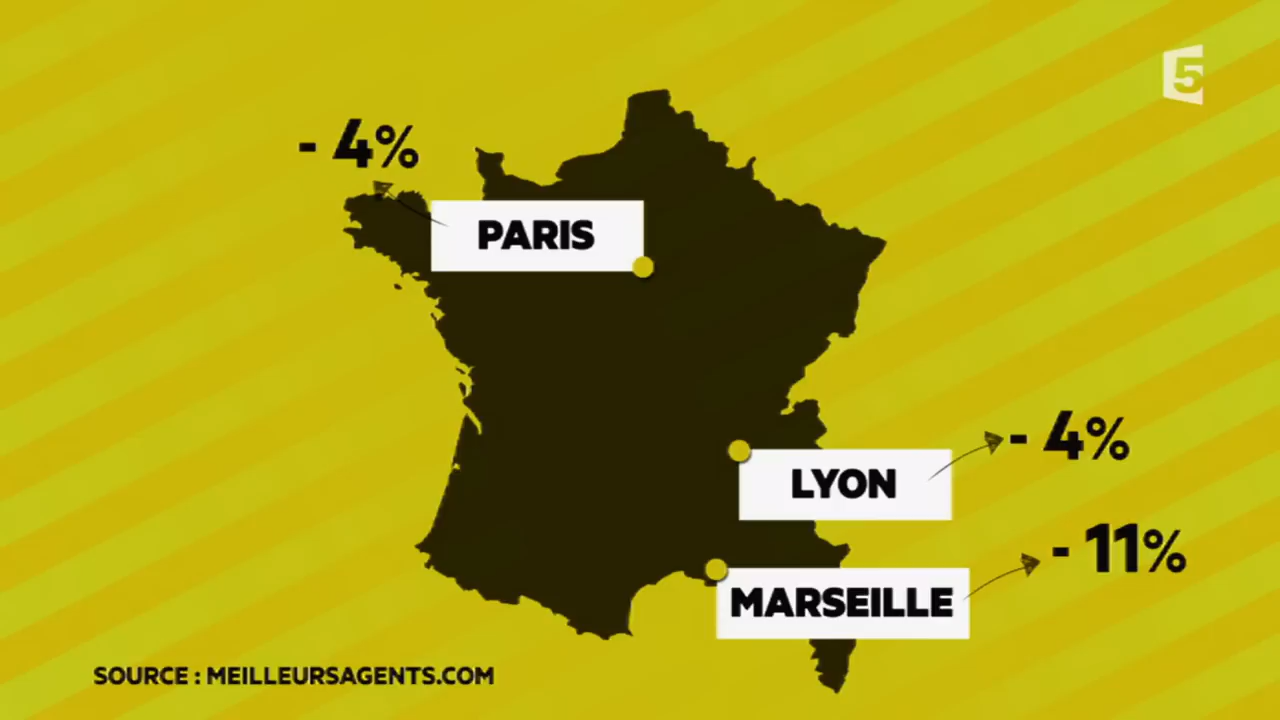 5
- 4%
PARIS
- 4%
LYON
- 11%
MARSEILLE
SOURCE : MEILLEURSAGENTS.COM